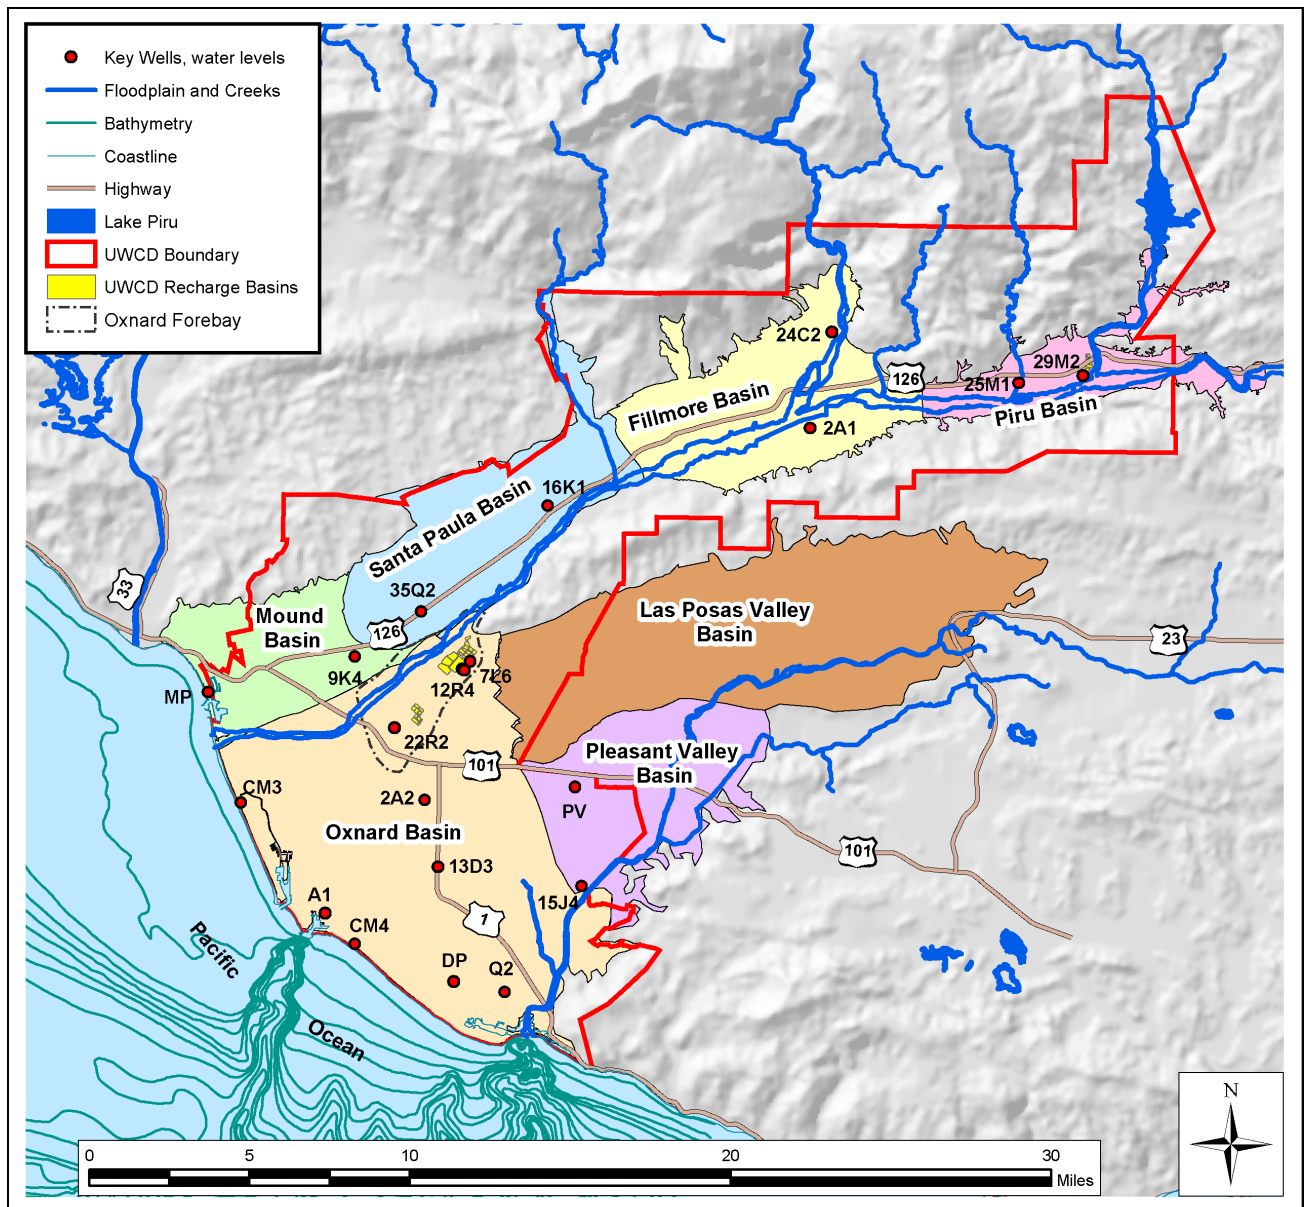 Key Wells, water levels
Floodplain and Creeks
Bathymetry
Coastline
Highway
Lake Piru
UWCD Boundary
UWCD Recharge Basins
Oxnard Forebay
24C2
29M2
126
25M1
Fillmore Basin
Piru Basin
2A1
16K1
Santa Paula Basin
33
35Q2
Las Posas Valley
Basin
Mound
Basin
126
23
9K4
7L6
12R4
MP
22R2
Pleasant Valley
Basin
101
CM3
2A2
PV
Oxnard Basin
101
13D3
A1
15J4
1
CM4
Pacific
DP
Q2
Ocean
N
0 5 10 20 30
Miles